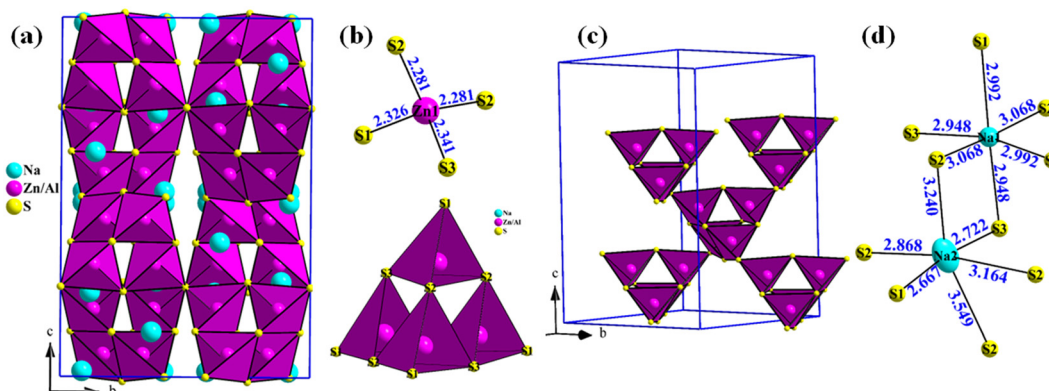 (a)
Na
Zn/Al
S
c
b
(b)
S2
2.281
2.281
S2
Zn1
2.326
S1
2.341
S3
S1
Na
Zn/Al
S
S3
S2
S2
S1
S2
S1
S3
S1
(c)
c
b
(d)
S1
2.992
3.068
S2
S3
2.948
Na1
S2
3.068
2.992
2.948
3.240
S3
2.722
S2
2.868
Na2
3.164
S2
S1
2.667
3.549
S2